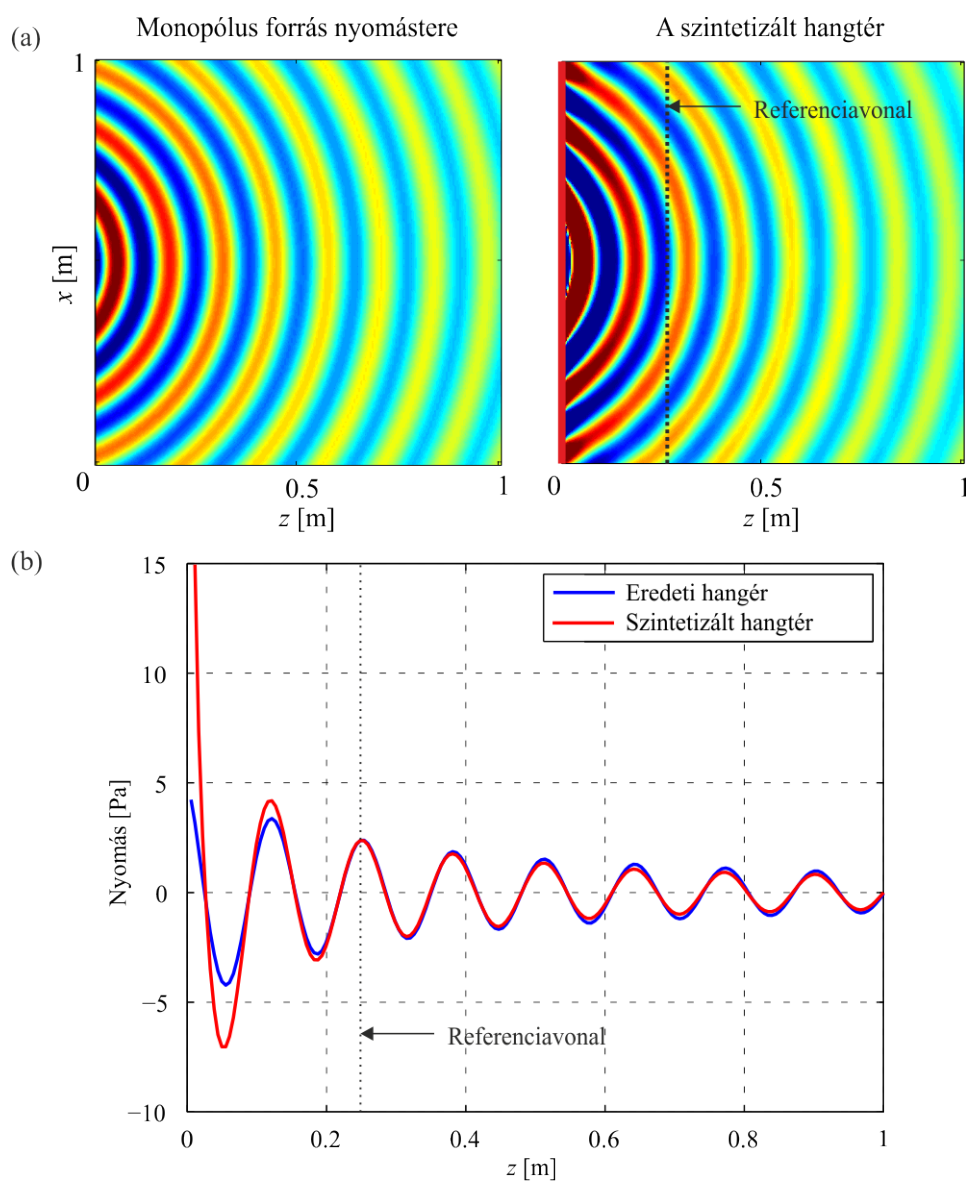 (a)
Monopólus forrás nyomástere
A szintetizált hangtér
1
x [m]
0
0.5
1
z [m]
Referenciavonal
0
0.5
1
z [m]
(b)
15
10
5
0
−5
−10
Nyomás [Pa]
Eredeti hangér
Szintetizált hangtér
Referenciavonal
0
0.2
0.4
0.6
0.8
1
z [m]